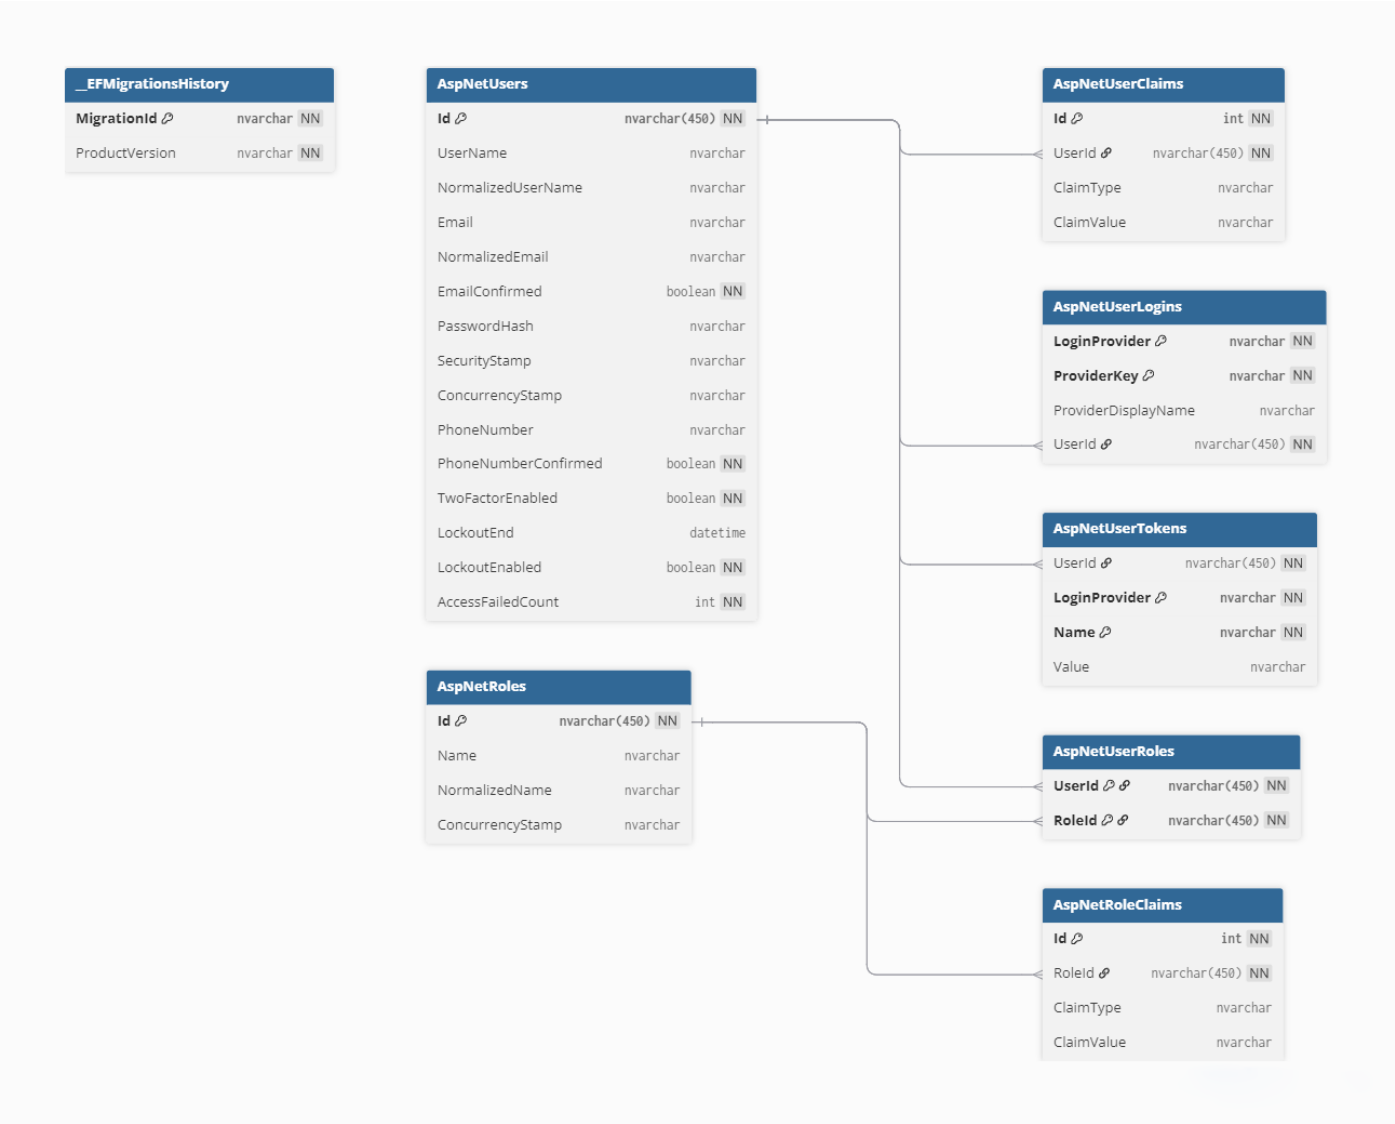 __EFMigrationsHistory
MigrationId nvarchar NN
ProductVersion nvarchar NN
AspNetUsers
Id nvarchar(450) NN
UserName nvarchar
NormalizedUserName nvarchar
Email nvarchar
NormalizedEmail nvarchar
EmailConfirmed boolean NN
PasswordHash nvarchar
SecurityStamp nvarchar
ConcurrencyStamp nvarchar
PhoneNumber nvarchar
PhoneNumberConfirmed boolean NN
TwoFactorEnabled boolean NN
LockoutEnd datetime
LockoutEnabled boolean NN
AccessFailedCount int NN
AspNetRoles
Id nvarchar(450) NN
Name nvarchar
NormalizedName nvarchar
ConcurrencyStamp nvarchar
AspNetUserClaims
Id int NN
UserId nvarchar(450) NN
ClaimType nvarchar
ClaimValue nvarchar
AspNetUserLogins
LoginProvider nvarchar NN
ProviderKey nvarchar NN
ProviderDisplayName nvarchar
UserId nvarchar(450) NN
AspNetUserTokens
UserId nvarchar(450) NN
LoginProvider nvarchar NN
Name nvarchar NN
Value nvarchar
AspNetUserRoles
UserId nvarchar(450) NN
RoleId nvarchar(450) NN
AspNetRoleClaims
Id int NN
RoleId nvarchar(450) NN
ClaimType nvarchar
ClaimValue nvarchar